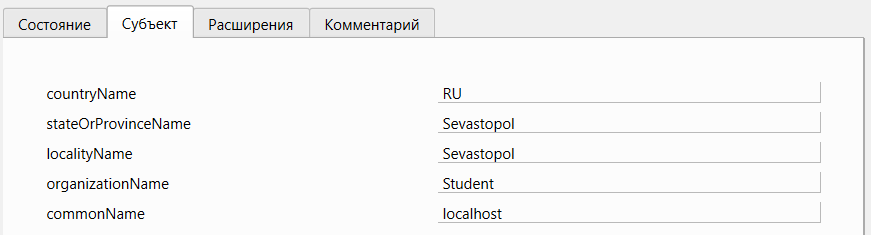 Состояние Субъект Расширения Комментарий
countryName RU
stateOrProvinceName Sevastopol
localityName Sevastopol
organizationName Student
commonName localhost